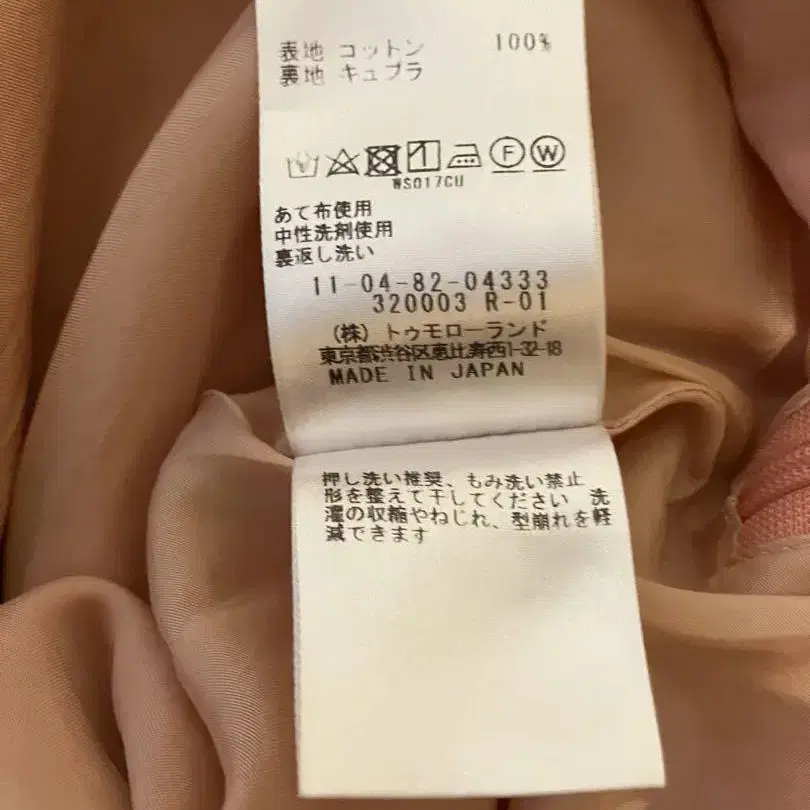 表地 コットン 100%
裏地 キュプラ
F W
WS017CU
あて布使用
中性洗剤使用
裏返し洗い
11-04-82-04333
320003 R-01
(株) トゥモローランド
東京都渋谷区恵比寿西1-32-18
MADE IN JAPAN
押し洗い推奨、もみ洗い禁止
形を整えて干してください 洗
濯の収縮やねじれ、型崩れを軽
減できます